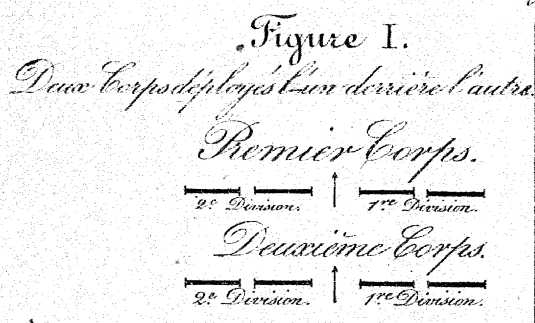 Figure I.
Deux Corps déployés l'un derrière l'autre.
Premier Corps.
2e Division. 1re Division.
Deuxième Corps.
2e Division. 1re Division.